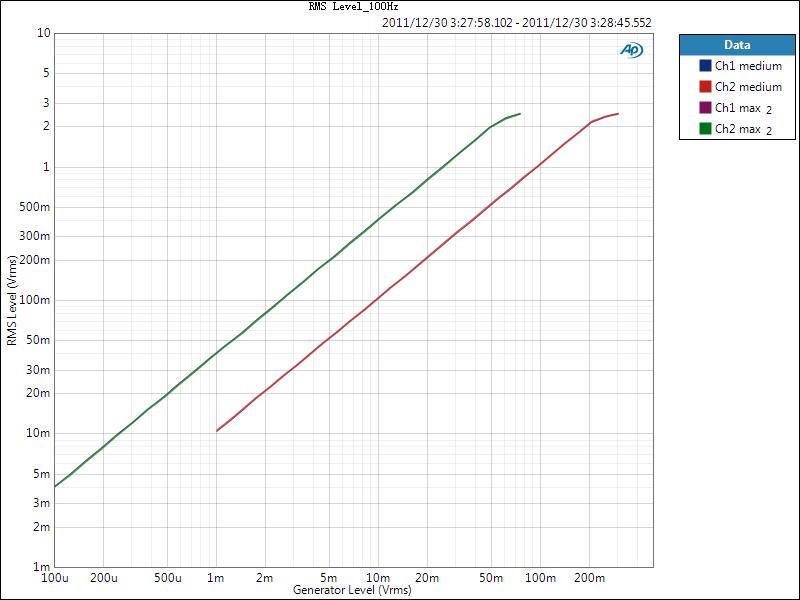 RMS Level_100Hz
2011/12/30 3:27:58.102 - 2011/12/30 3:28:45.552
AP
Data
Ch1 medium
Ch2 medium
Ch1 max 2
Ch2 max 2
RMS Level (Vrms)
10
5
3
2
1
500m
300m
200m
100m
50m
30m
20m
10m
5m
3m
2m
1m
100u 200u 500u 1m 2m 5m 10m 20m 50m 100m 200m
Generator Level (Vrms)